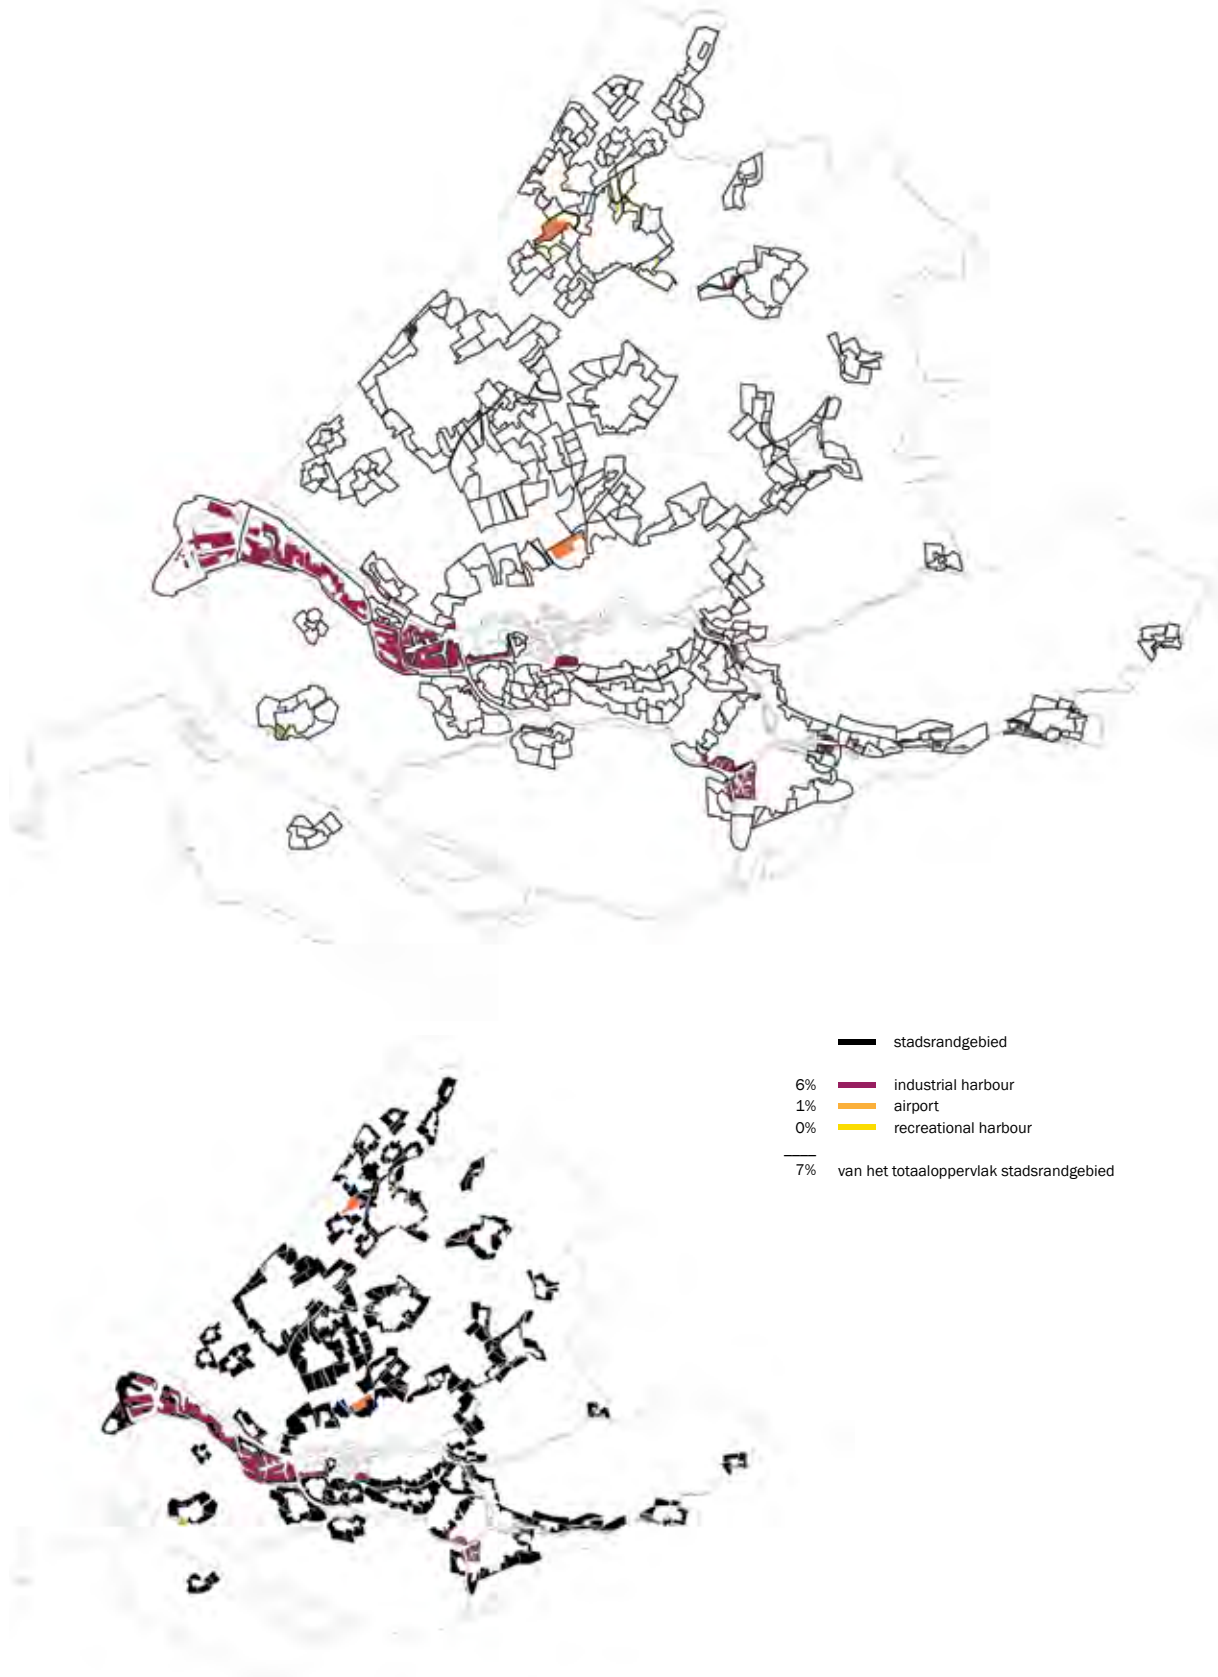 stadsrandgebied
6% industrial harbour
1% airport
0% recreational harbour
7% van het totaaloppervlak stadsrandgebied